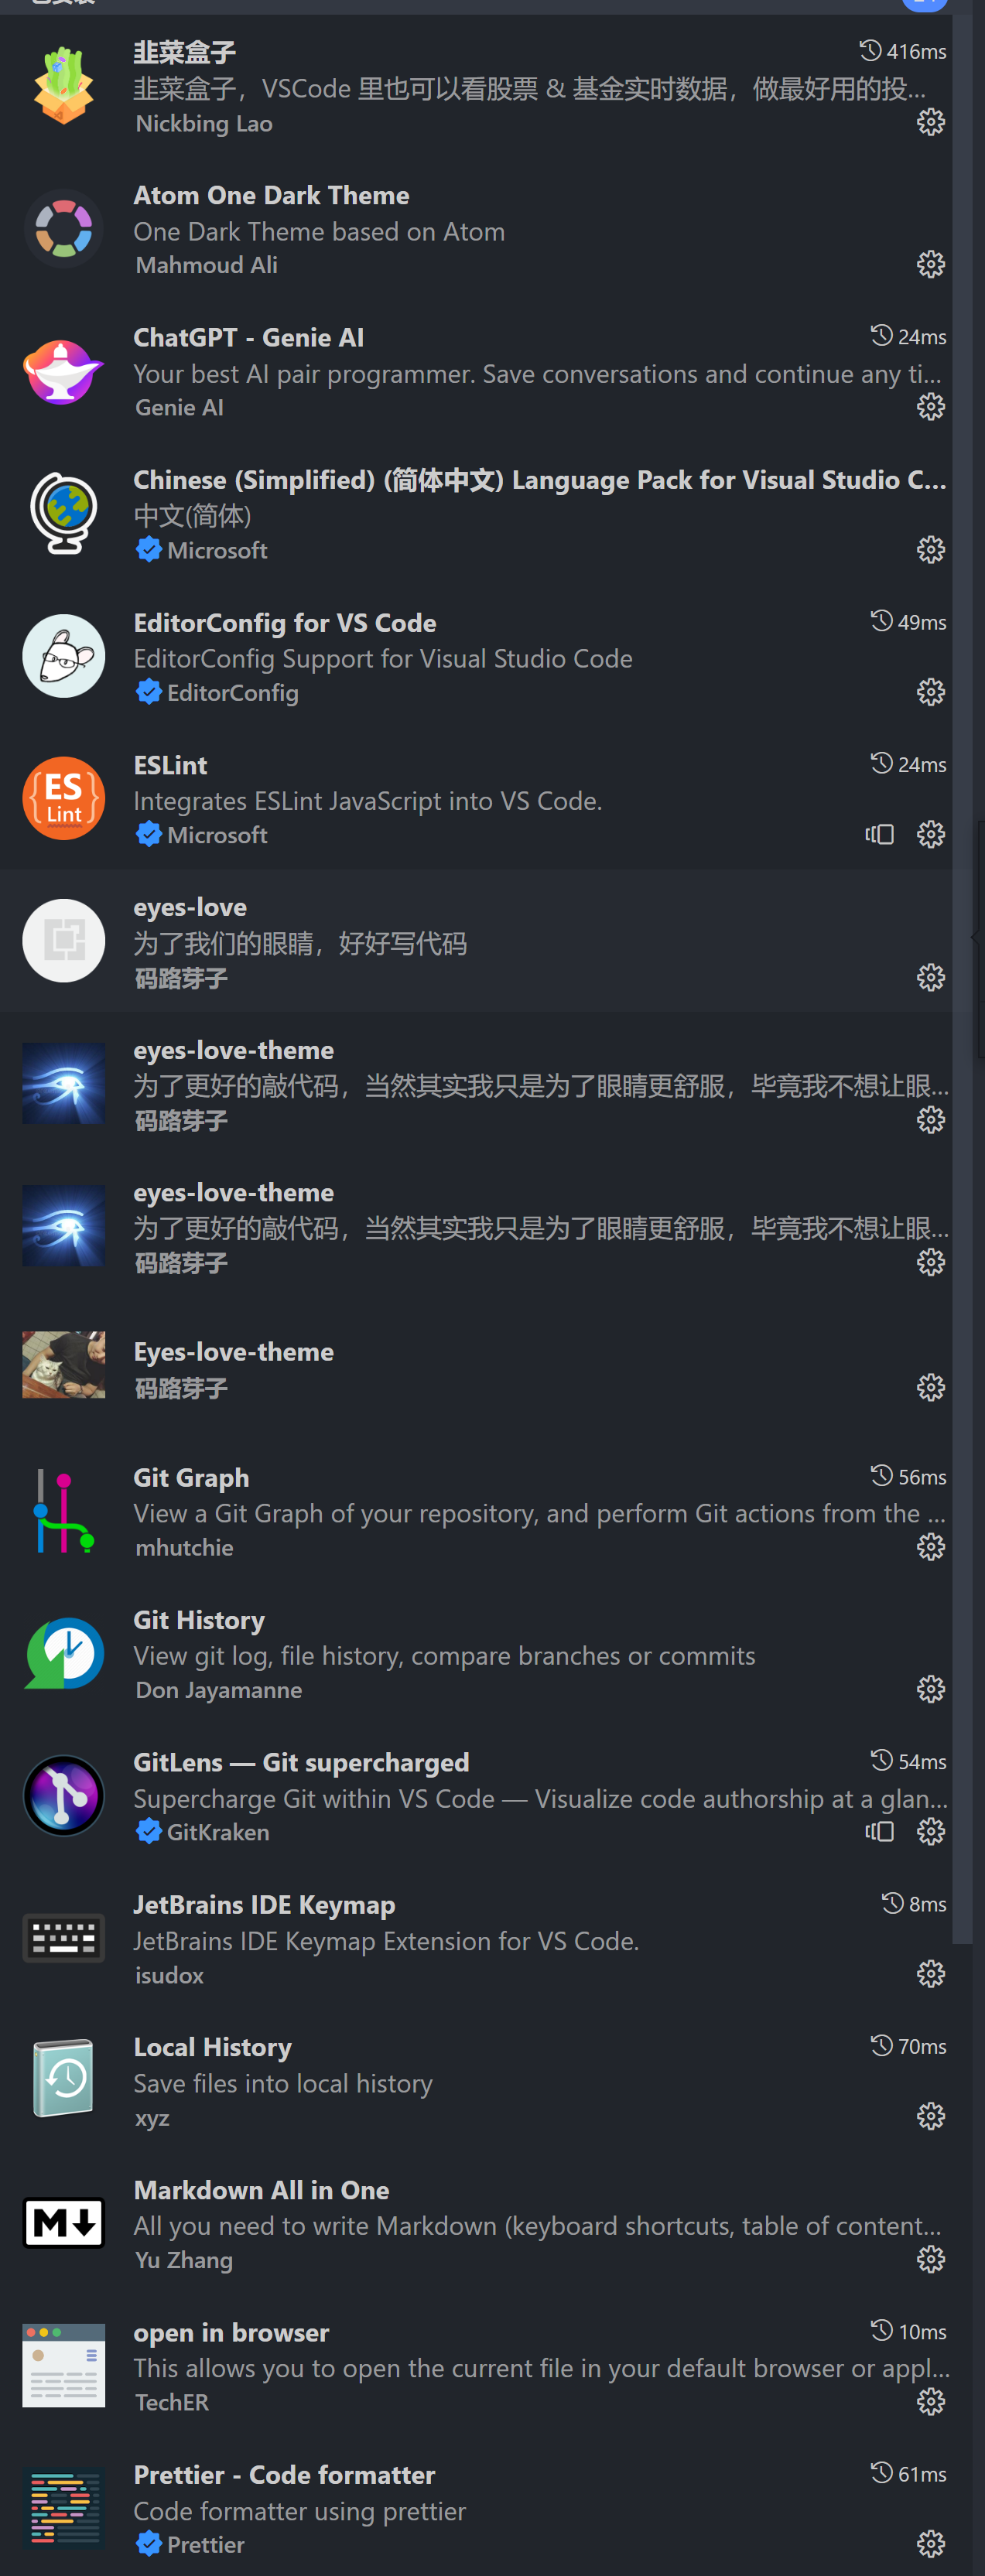 韭菜盒子
416ms
韭菜盒子，VSCode 里也可以看股票 & 基金实时数据，做最好用的投...
Nickbing Lao
Atom One Dark Theme
One Dark Theme based on Atom
Mahmoud Ali
ChatGPT - Genie AI
24ms
Your best AI pair programmer. Save conversations and continue any ti...
Genie AI
Chinese (Simplified) (简体中文) Language Pack for Visual Studio C...
中文(简体)
Microsoft
EditorConfig for VS Code
49ms
EditorConfig Support for Visual Studio Code
EditorConfig
ES
Lint
ESLint
24ms
Integrates ESLint JavaScript into VS Code.
Microsoft
eyes-love
为了我们的眼睛，好好写代码
码路芽子
eyes-love-theme
为了更好的敲代码，当然其实我只是为了眼睛更舒服，毕竟我不想让眼...
码路芽子
eyes-love-theme
为了更好的敲代码，当然其实我只是为了眼睛更舒服，毕竟我不想让眼...
码路芽子
Eyes-love-theme
码路芽子
Git Graph
56ms
View a Git Graph of your repository, and perform Git actions from the ...
mhutchie
Git History
View git log, file history, compare branches or commits
Don Jayamanne
GitLens — Git supercharged
54ms
Supercharge Git within VS Code — Visualize code authorship at a glan...
GitKraken
JetBrains IDE Keymap
8ms
JetBrains IDE Keymap Extension for VS Code.
isudox
Local History
70ms
Save files into local history
xyz
M
Markdown All in One
All you need to write Markdown (keyboard shortcuts, table of content...
Yu Zhang
open in browser
10ms
This allows you to open the current file in your default browser or appl...
TechER
Prettier - Code formatter
61ms
Code formatter using prettier
Prettier